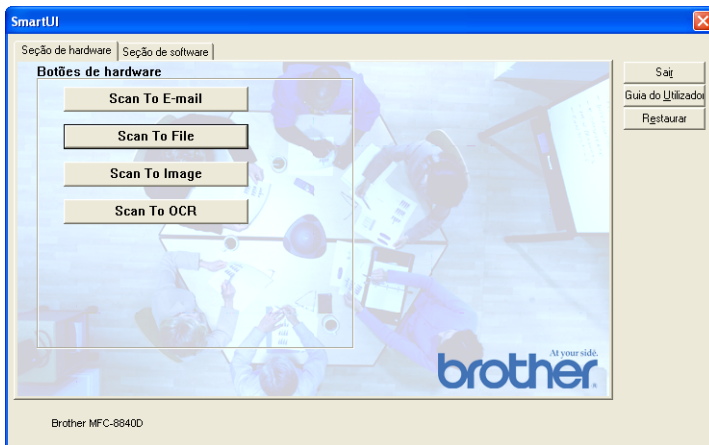 SmartUI
Seção de hardware
Seção de software
Botões de hardware
Scan To E-mail
Scan To File
Scan To Image
Scan To OCR
Sair
Guia do Utilizador
Restaurar
At your side.
brother
Brother MFC-8840D